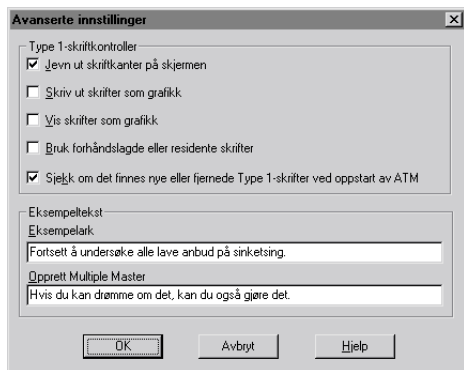 Avanserte innstillinger
Type 1-skriftkontroller
Jevn ut skriftkanter på skjermen
Skriv ut skrifter som grafikk
Vis skrifter som grafikk
Bruk forhåndslagde eller residente skrifter
Sjekk om det finnes nye eller fjernede Type 1-skrifter ved oppstart av ATM
Eksempeltekst
Eksempelark
Fortsett å undersøke alle lave anbud på sinketsing.
Opprett Multiple Master
Hvis du kan drømme om det, kan du også gjøre det.
OK Avbryt Hjelp